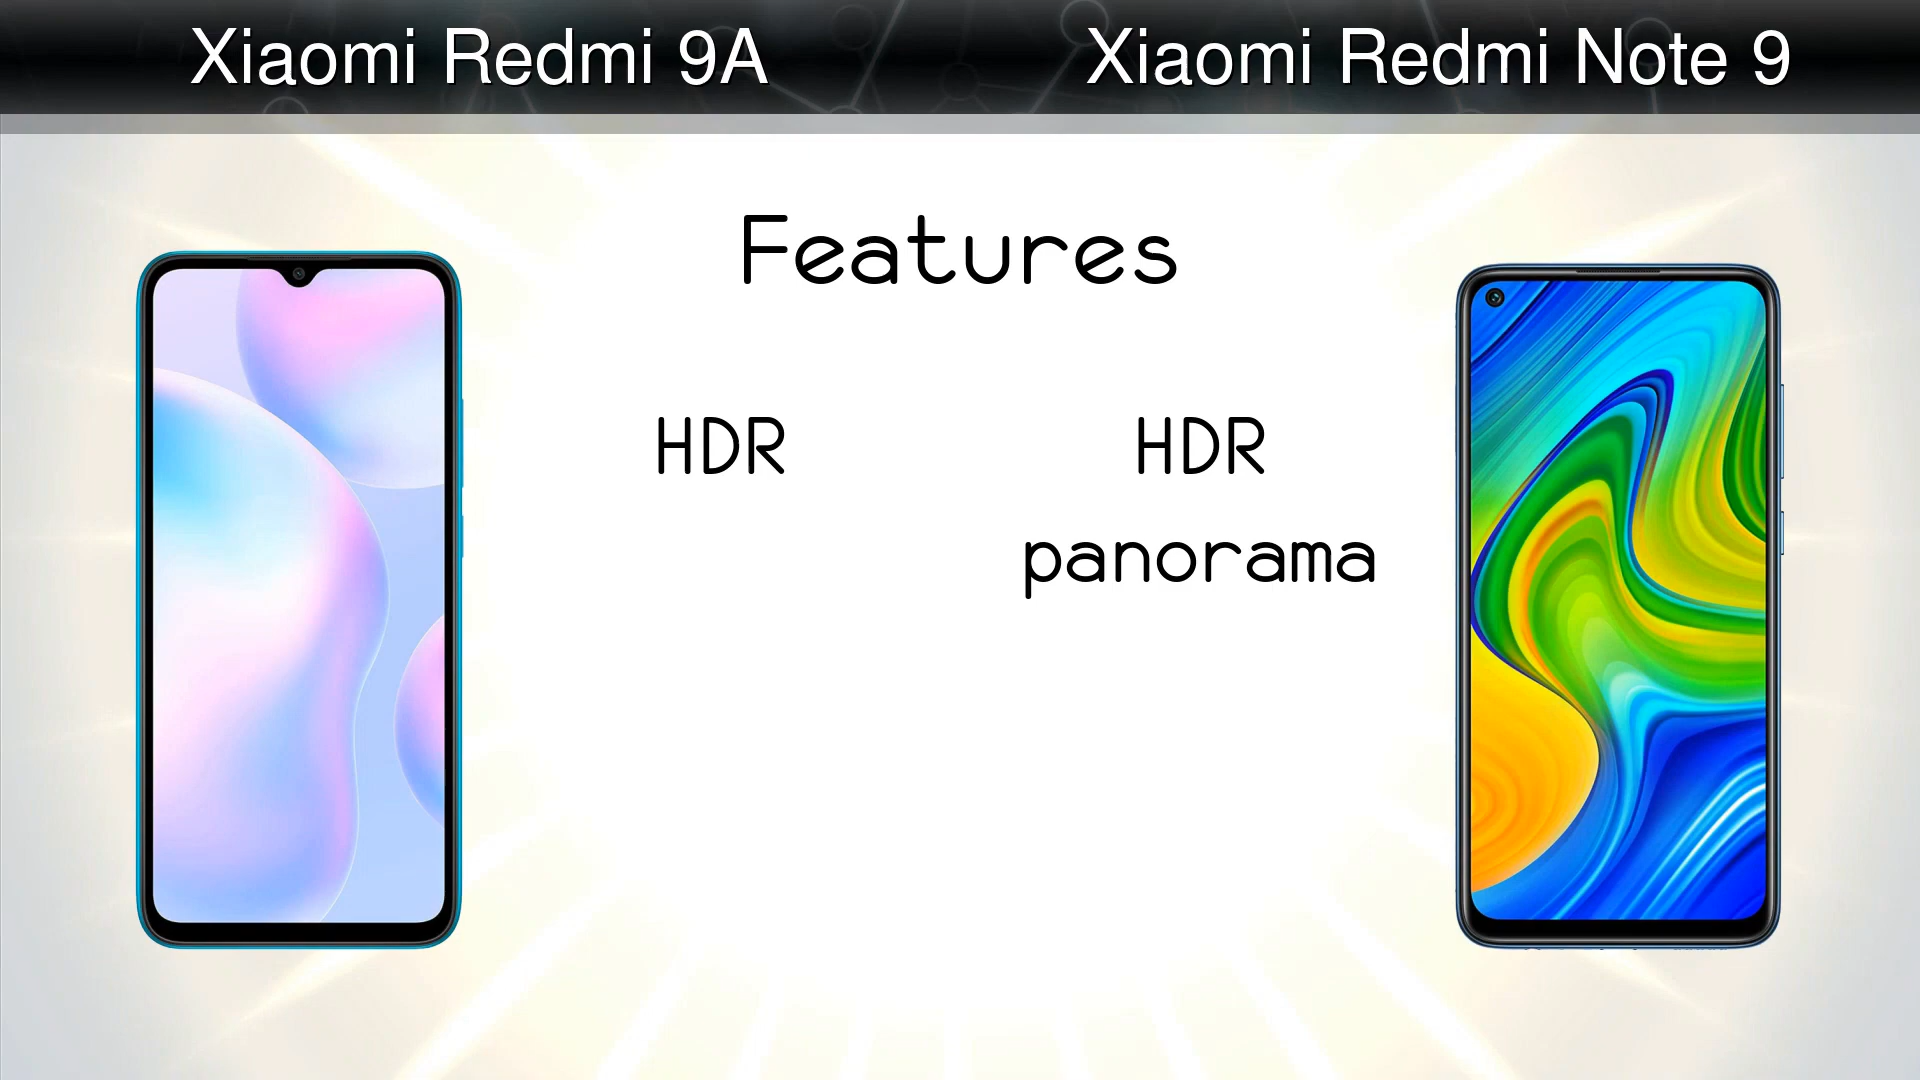 Xiaomi Redmi 9A
Xiaomi Redmi Note 9
Features
HDR
HDR
panorama